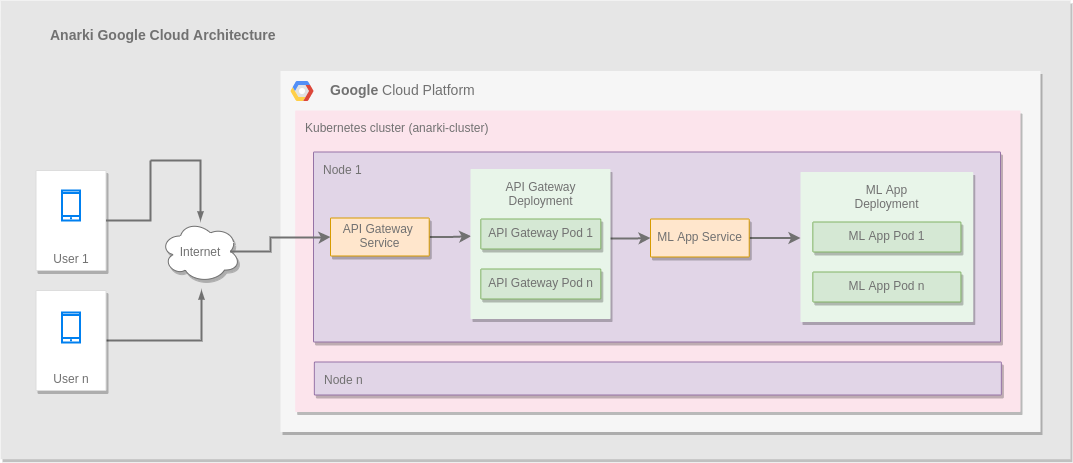 Anarki Google Cloud Architecture
Google Cloud Platform
Kubernetes cluster (anarki-cluster)
Node 1
User 1
User n
Internet
API Gateway
Service
API Gateway
Deployment
API Gateway Pod 1
API Gateway Pod n
ML App Service
ML App
Deployment
ML App Pod 1
ML App Pod n
Node n